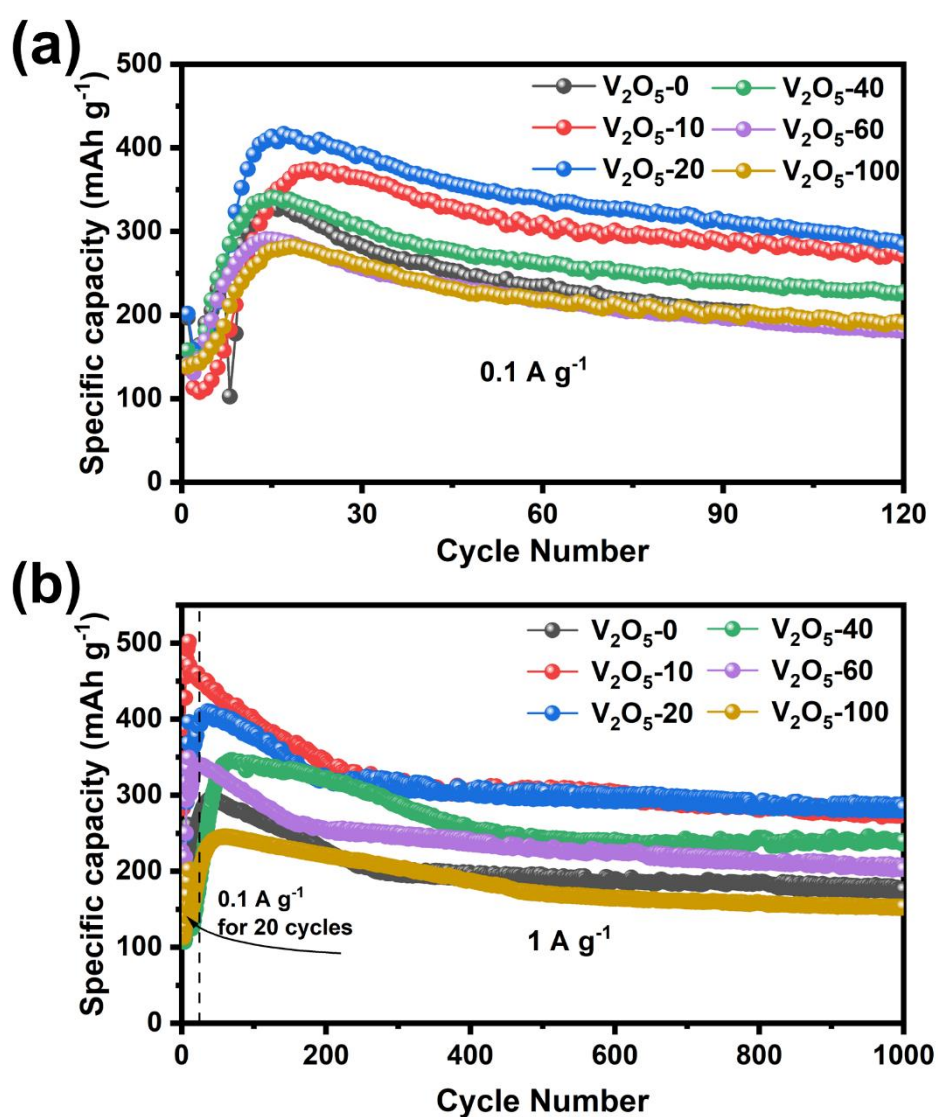 (a)
Specific capacity (mAh g⁻¹)
500
400
300
200
100
0
V₂O₅-0
V₂O₅-10
V₂O₅-20
V₂O₅-40
V₂O₅-60
V₂O₅-100
0.1 A g⁻¹
0
30
60
90
120
Cycle Number
(b)
Specific capacity (mAh g⁻¹)
500
400
300
200
100
0
V₂O₅-0
V₂O₅-10
V₂O₅-20
V₂O₅-40
V₂O₅-60
V₂O₅-100
0.1 A g⁻¹
for 20 cycles
1 A g⁻¹
0
200
400
600
800
1000
Cycle Number